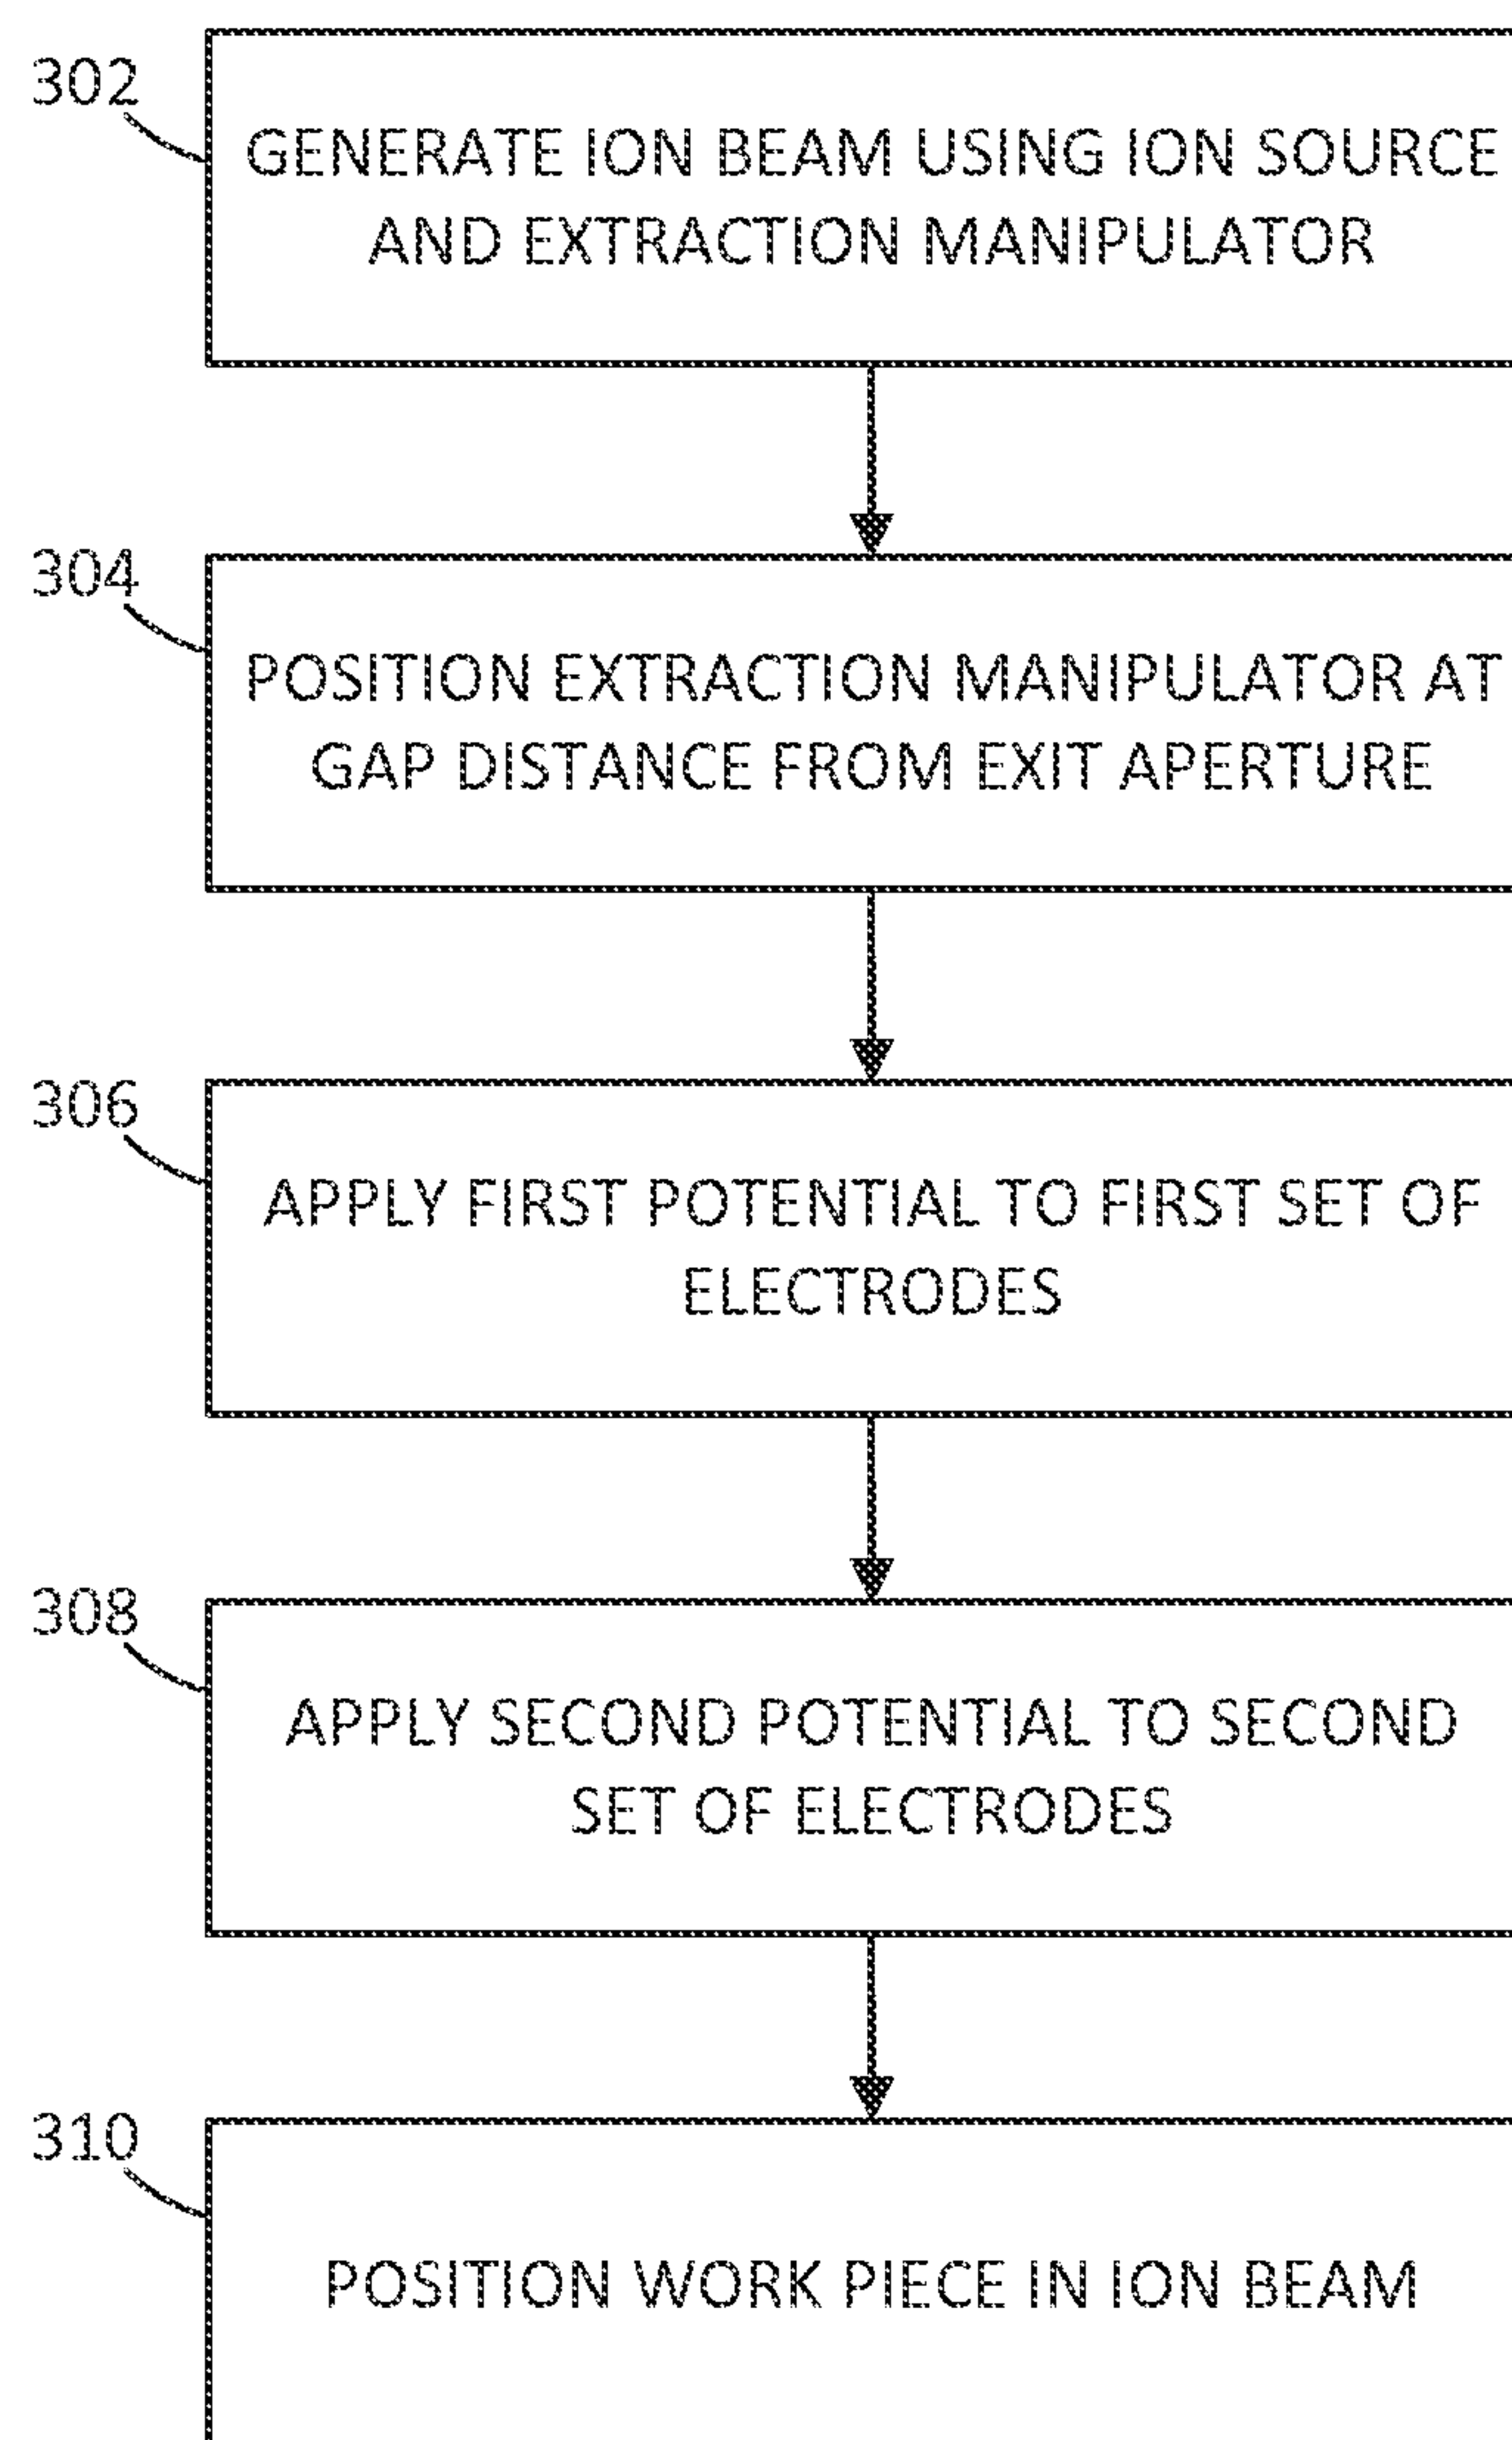 302
GENERATE ION BEAM USING ION SOURCE
AND EXTRACTION MANIPULATOR
304
POSITION EXTRACTION MANIPULATOR AT
GAP DISTANCE FROM EXIT APERTURE
306
APPLY FIRST POTENTIAL TO FIRST SET OF
ELECTRODES
308
APPLY SECOND POTENTIAL TO SECOND
SET OF ELECTRODES
310
POSITION WORK PIECE IN ION BEAM